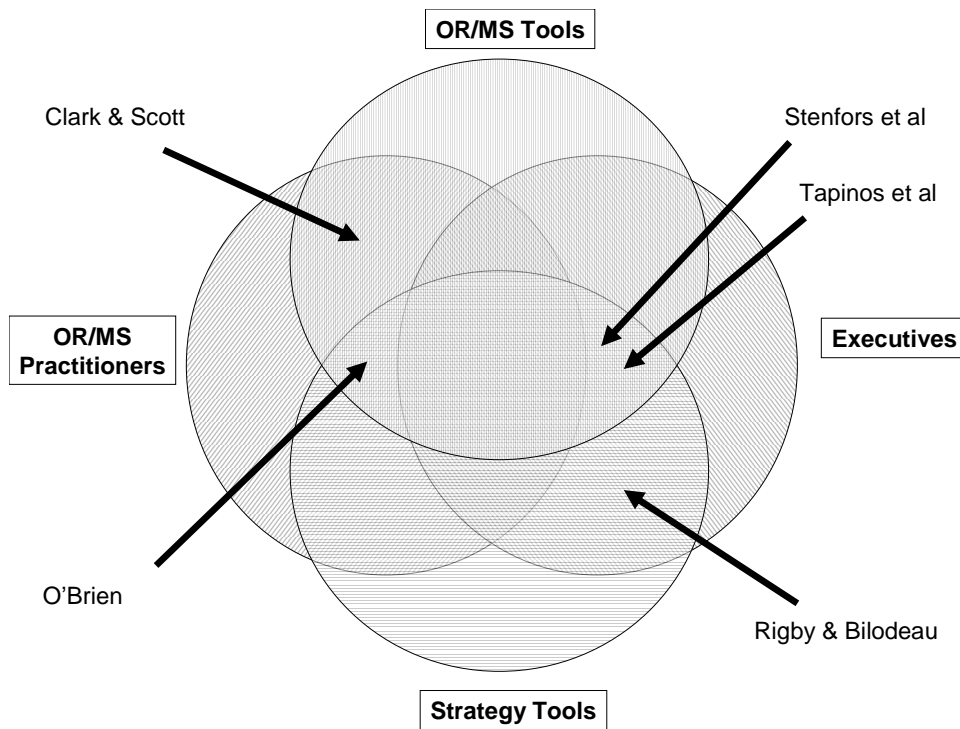 OR/MS Tools
Clark & Scott
Stenfors et al
Tapinos et al
OR/MS
Practitioners
Executives
O’Brien
Rigby & Bilodeau
Strategy Tools